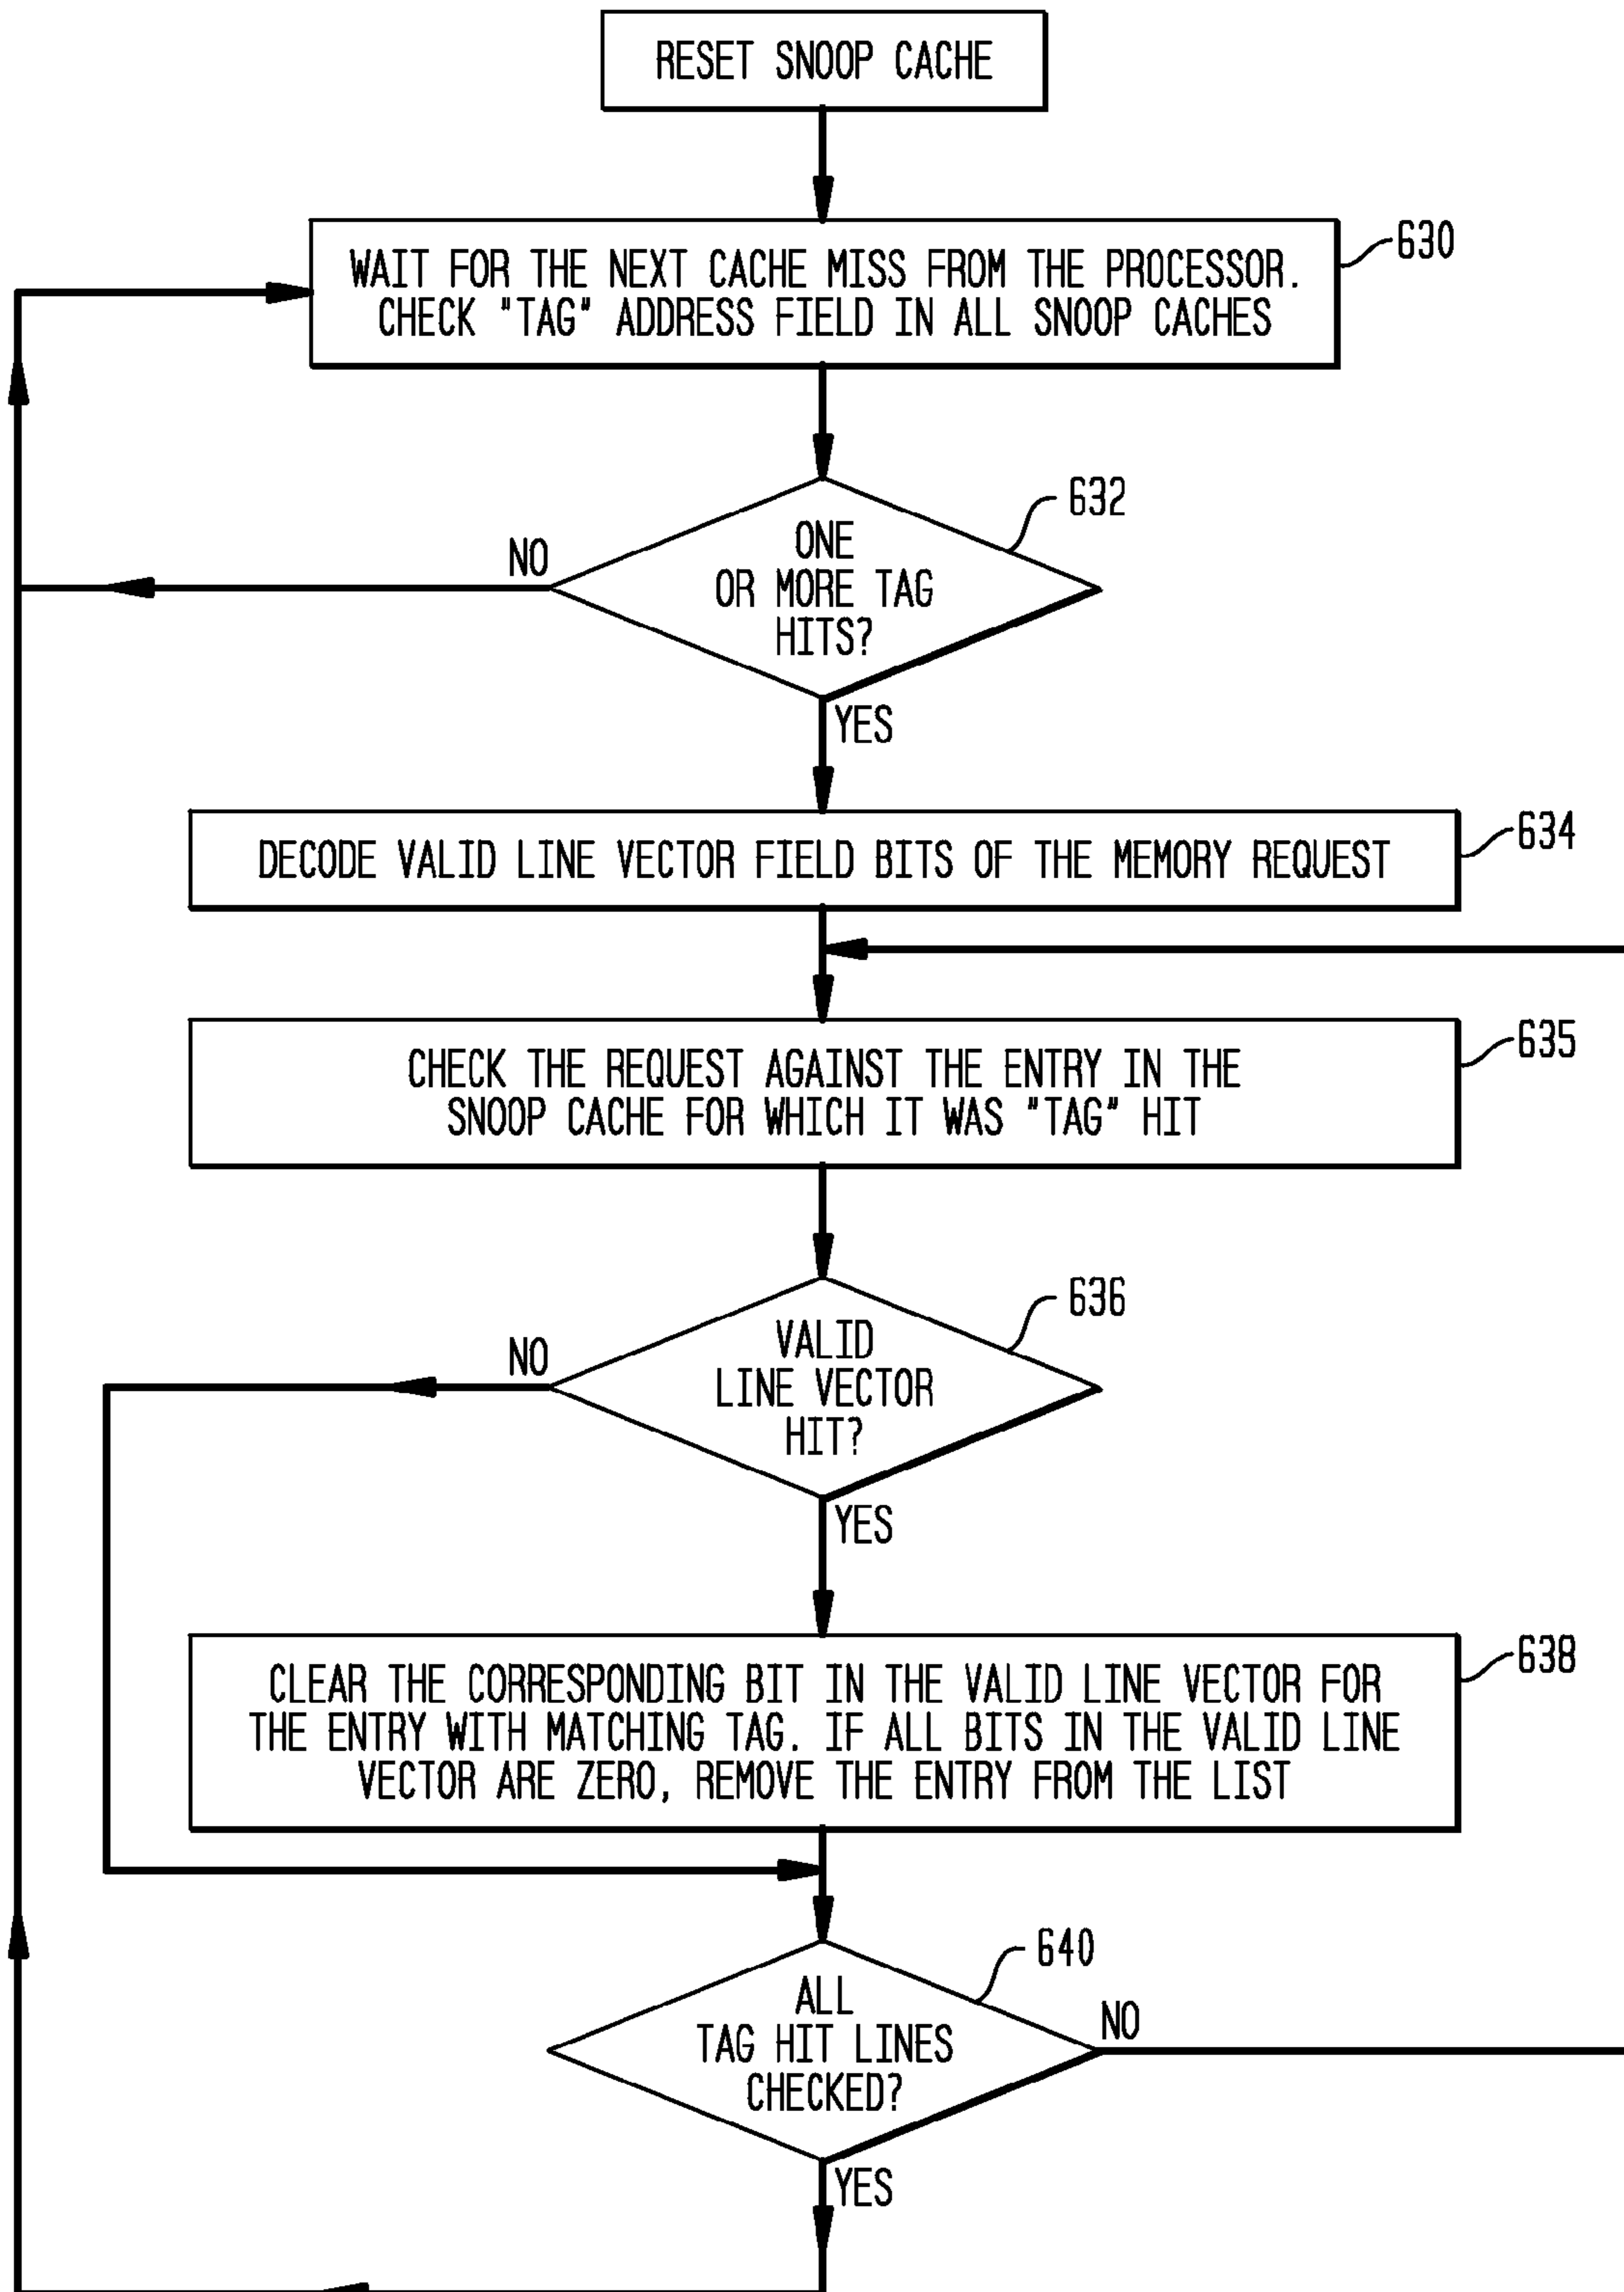 RESET SNOOP CACHE
WAIT FOR THE NEXT CACHE MISS FROM THE PROCESSOR.
CHECK "TAG" ADDRESS FIELD IN ALL SNOOP CACHES
630
632
ONE
OR MORE TAG
HITS?
NO
YES
DECODE VALID LINE VECTOR FIELD BITS OF THE MEMORY REQUEST
634
CHECK THE REQUEST AGAINST THE ENTRY IN THE
SNOOP CACHE FOR WHICH IT WAS "TAG" HIT
635
636
VALID
LINE VECTOR
HIT?
NO
YES
CLEAR THE CORRESPONDING BIT IN THE VALID LINE VECTOR FOR
THE ENTRY WITH MATCHING TAG. IF ALL BITS IN THE VALID LINE
VECTOR ARE ZERO, REMOVE THE ENTRY FROM THE LIST
638
640
ALL
TAG HIT LINES
CHECKED?
NO
YES